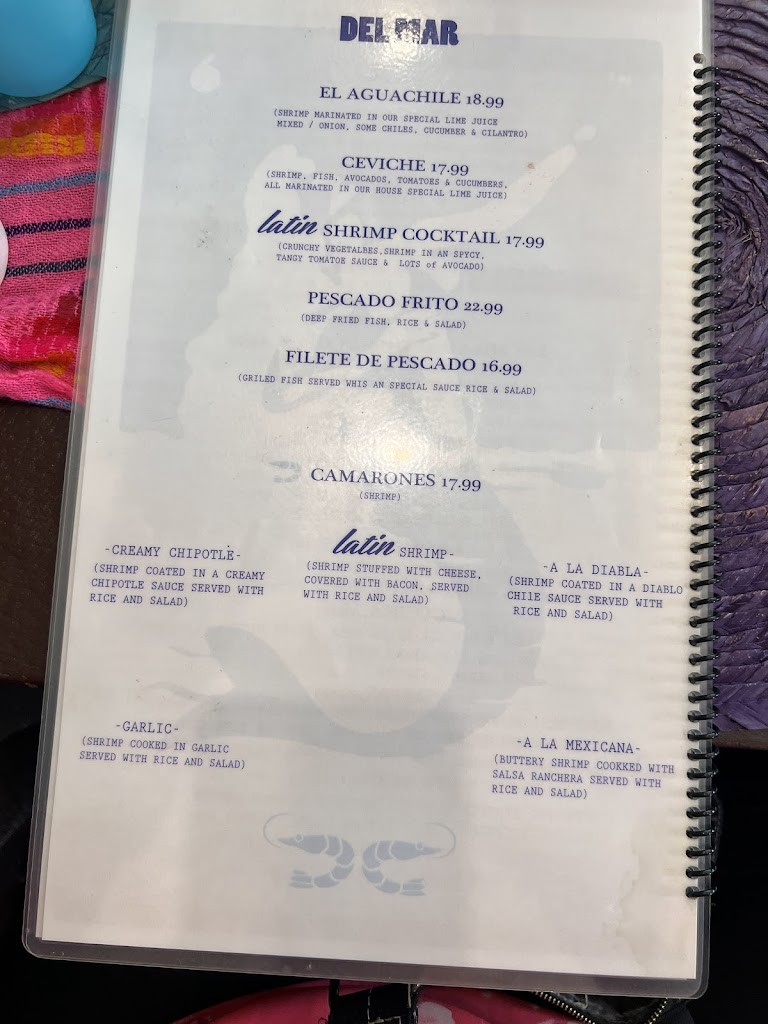 DEL MAR
EL AGUACHILE 18.99
(SHRIMP MARINATED IN OUR SPECIAL LIME JUICE
MIXED / ONION, SOME CHILES, CUCUMBER & CILANTRO)
CEVICHE 17.99
(SHRIMP, FISH, AVOCADOS, TOMATOES & CUCUMBERS,
ALL MARINATED IN OUR HOUSE SPECIAL LIME JUICE)
latin SHRIMP COCKTAIL 17.99
(CRUNCHY VEGETALBES,SHRIMP IN AN SPYCY,
TANGY TOMATOE SAUCE & LOTS of AVOCADO)
PESCADO FRITO 22.99
(DEEP FRIED FISH, RICE & SALAD)
FILETE DE PESCADO 16.99
(GRILED FISH SERVED WHIS AN SPECIAL SAUCE RICE & SALAD)
CAMARONES 17.99
(SHRIMP)
-CREAMY CHIPOTLE-
(SHRIMP COATED IN A CREAMY
CHIPOTLE SAUCE SERVED WITH
RICE AND SALAD)
latin SHRIMP-
(SHRIMP STUFFED WITH CHEESE,
COVERED WITH BACON, SERVED
WITH RICE AND SALAD)
-A LA DIABLA-
(SHRIMP COATED IN A DIABLO
CHI1E SAUCE SERVED WITH
RICE AND SALAD)
-GARLIC-
(SHRIMP COOKED IN GARLIC
SERVED WITH RICE AND SALAD)
-A LA MEXICANA-
(BUTTERY SHRIMP COOKKED WITH
SALSA RANCHERA SERVED WITH
RICE AND SALAD)